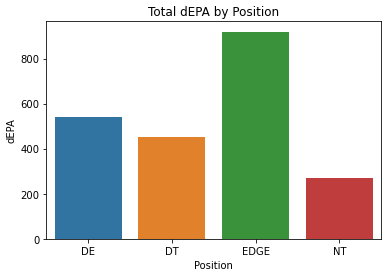 Total dEPA by Position
dEPA
800
600
400
200
0
DE DT EDGE NT
Position